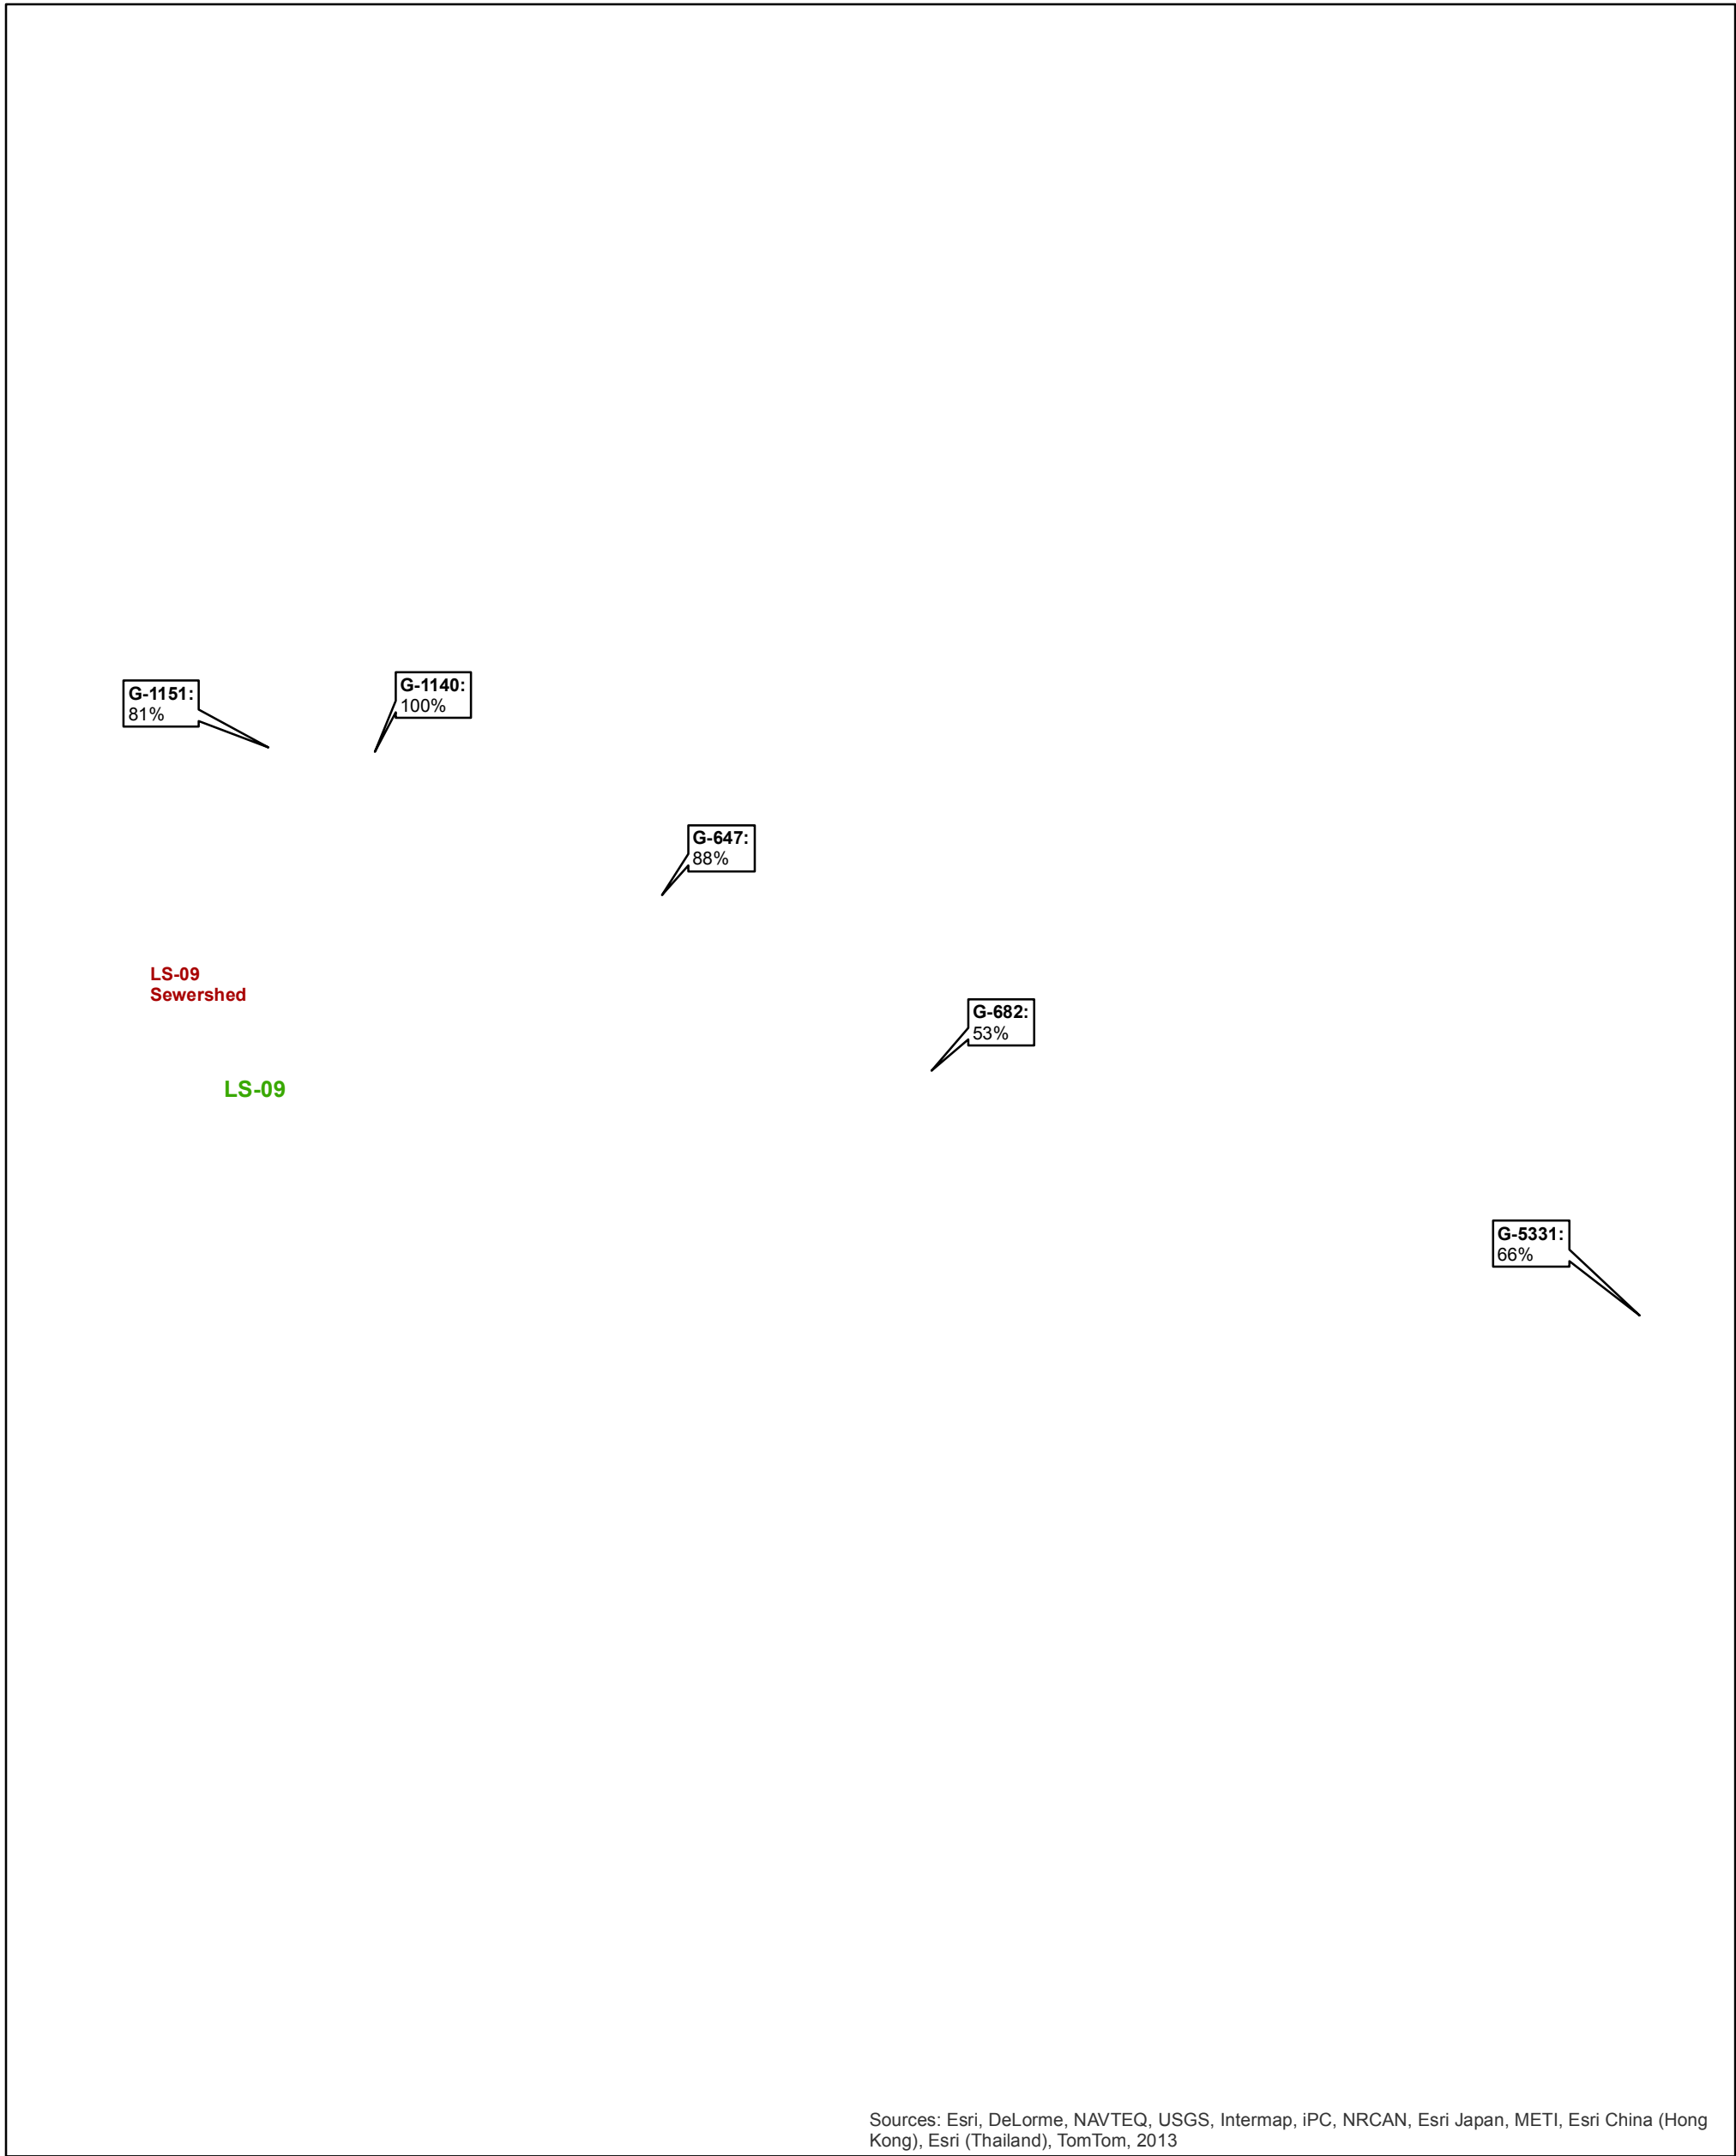 G-1151:
81%
G-1140:
100%
G-647:
88%
LS-09
Sewershed
G-682:
53%
LS-09
G-5331:
66%
Sources: Esri, DeLorme, NAVTEQ, USGS, Intermap, iPC, NRCAN, Esri Japan, METI, Esri China (Hong
Kong), Esri (Thailand), TomTom, 2013